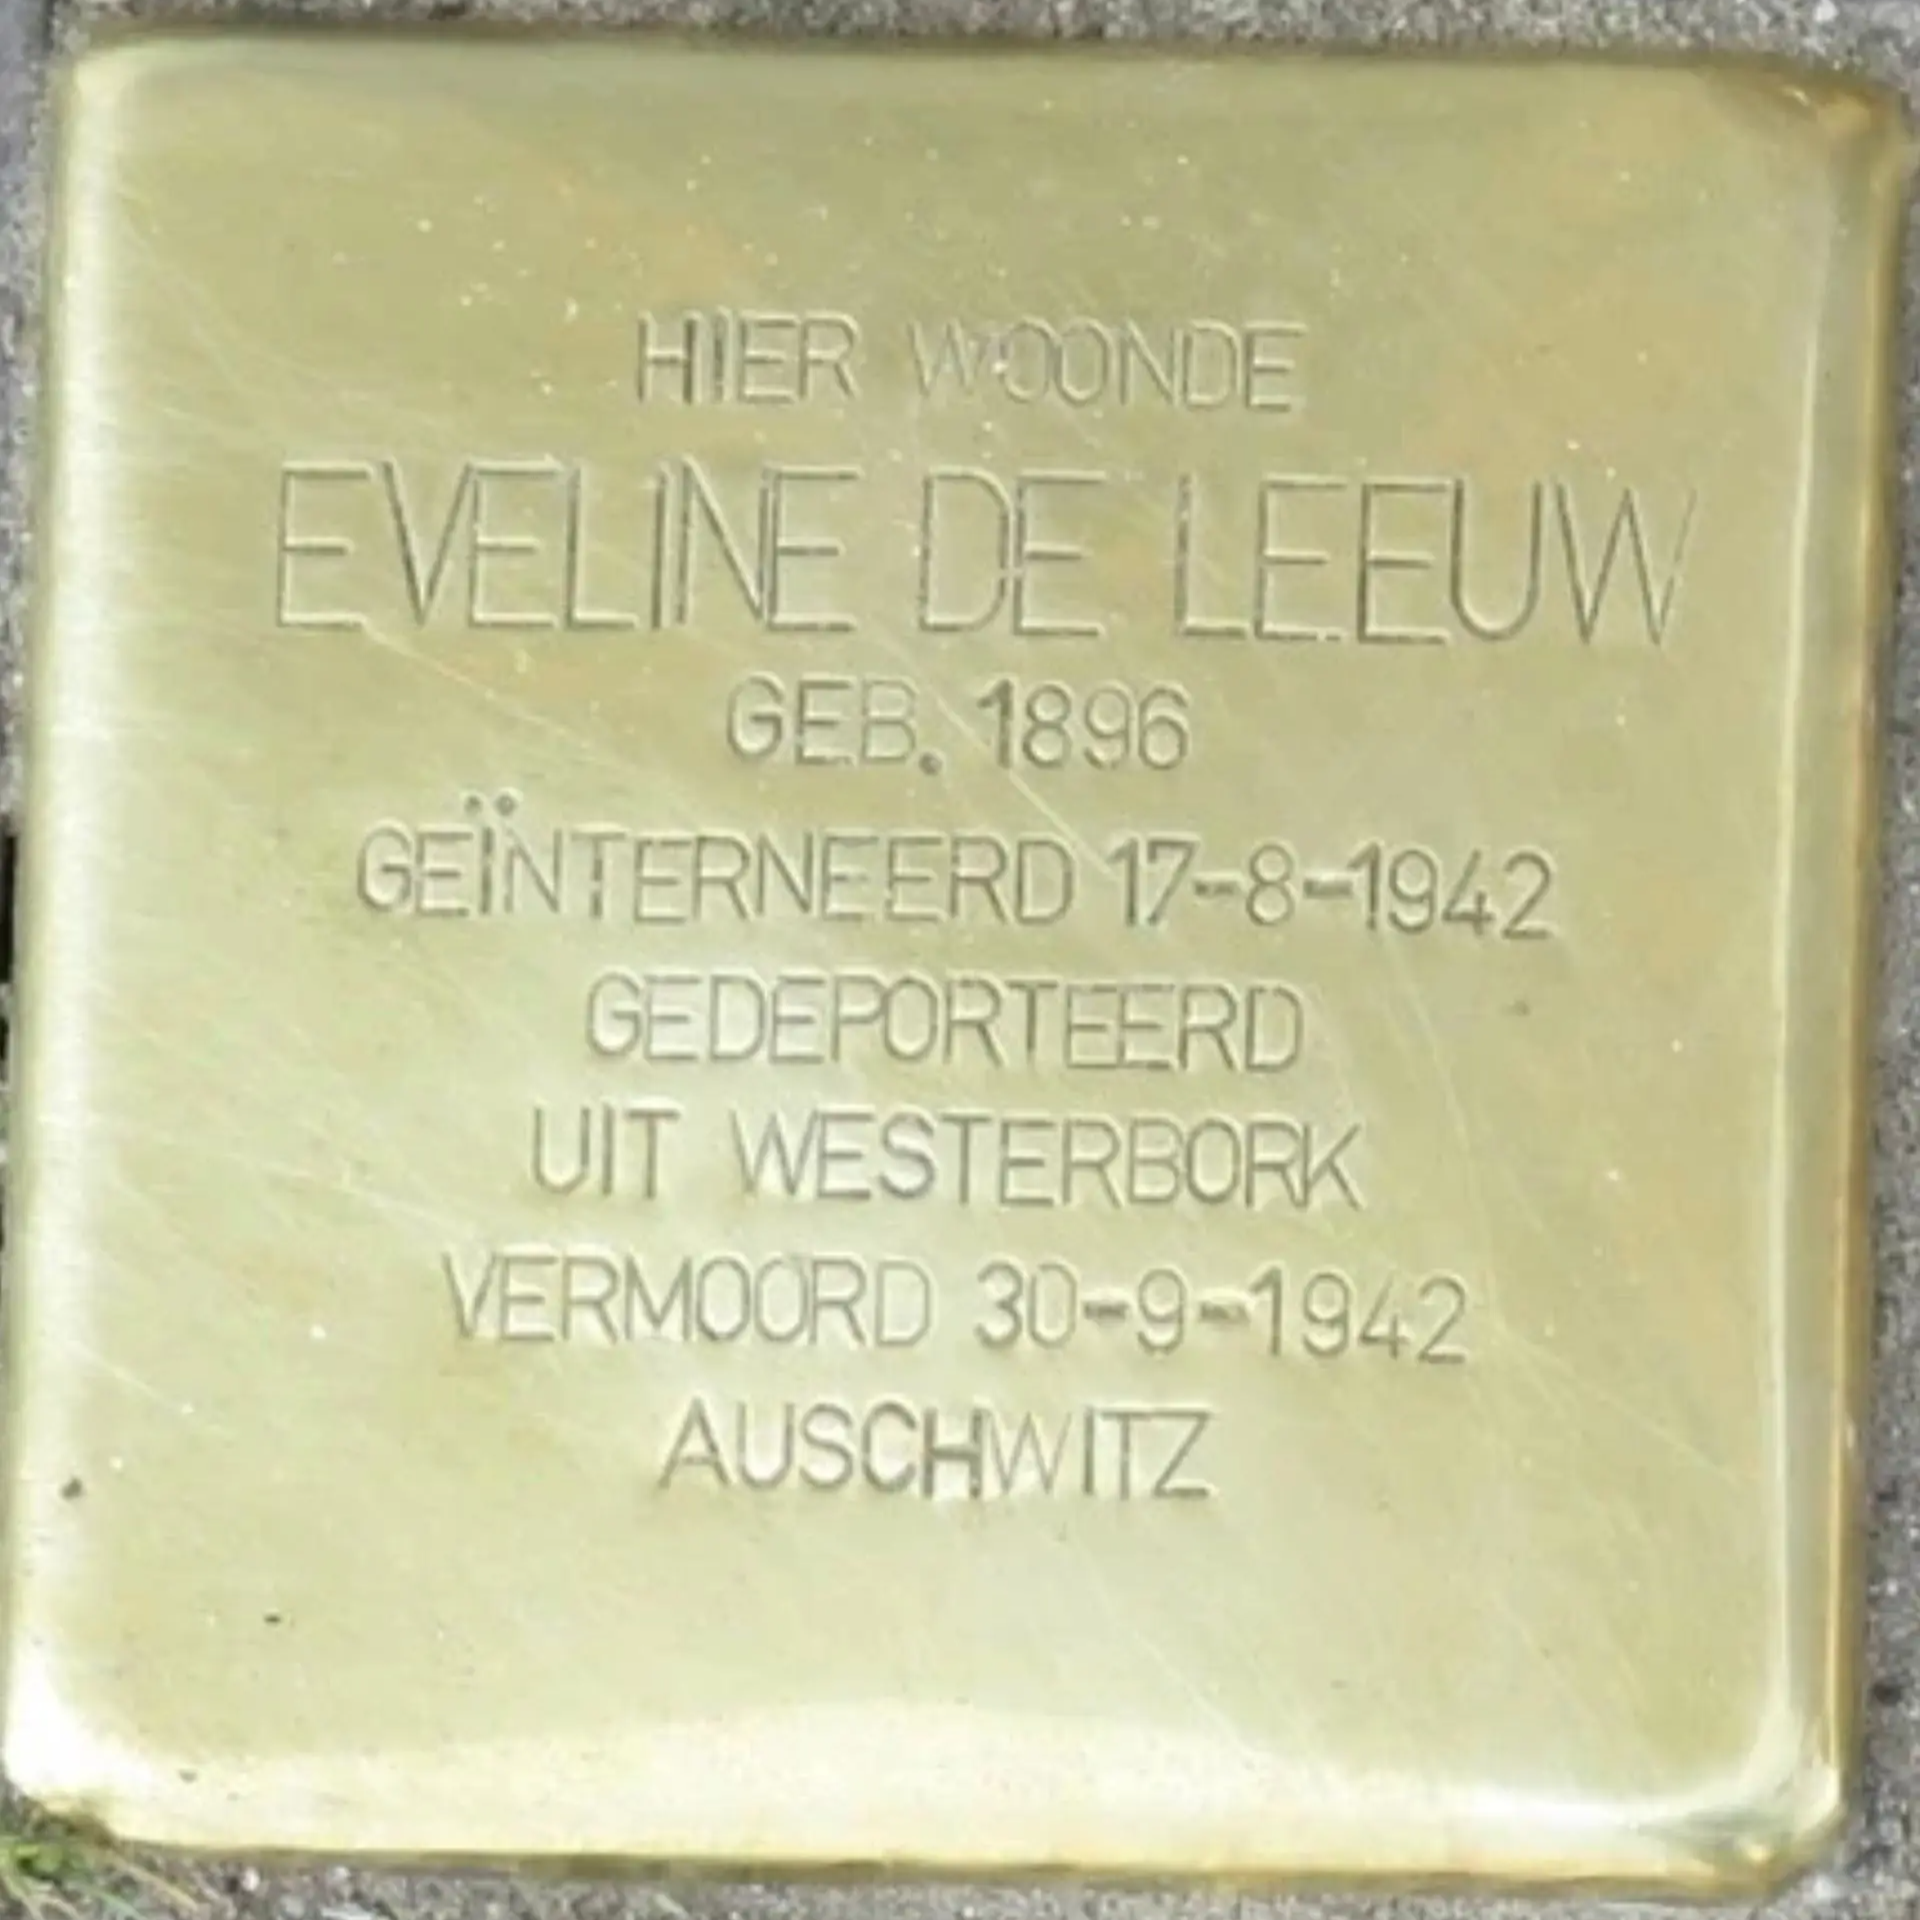 HIER WOONDE
EVELINE DE LEEUW
GEB. 1896
GEÏNTERNEERD 17-8-1942
GEDEPORTEERD
UIT WESTERBORK
VERMOORD 30-9-1942
AUSCHWITZ